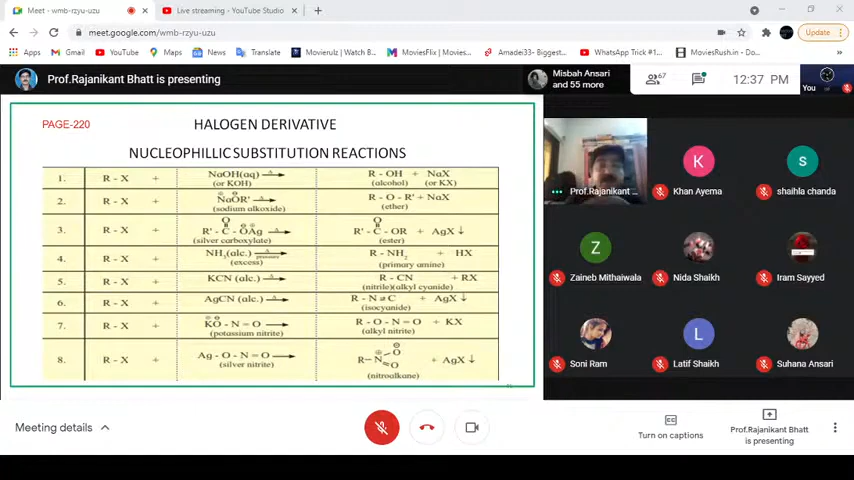 Meet - wmb-rzyu-uzu
Live streaming - YouTube Studio
meet.google.com/wmb-rzyu-uzu
Update
Apps
Gmail
YouTube
Maps
News
Translate
Movierulz | Watch B...
MoviesFlix | Movies...
Amadei33- Biggest...
WhatsApp Trick #1...
MoviesRush.in - You...
Prof.Rajanikant Bhatt is presenting
Misbah Ansari
and 55 more
67
12:37 PM
You
PAGE-220
HALOGEN DERIVATIVE
NUCLEOPHILLIC SUBSTITUTION REACTIONS
1. R - X + NaOH(aq) →Δ R - OH + NaX
(or KOH) (alcohol) (or KX)
2. R - X + NaOR' →Δ R - O - R' + NaX
(sodium alkoxide) (ether)
3. R - X + R' - C(=O) - OAg →Δ R' - C(=O) - OR + AgX↓
(silver carboxylate) (ester)
4. R - X + NH3(alc.) →Δ pressure R - NH2 + HX
(excess) (primary amine)
5. R - X + KCN (alc.) →Δ R - CN + RX
(nitrile)(alkyl cyanide)
6. R - X + AgCN (alc.) →Δ R - N≡C + AgX↓
(isocyanide)
7. R - X + KO - N = O → R - O - N = O + KX
(potassium nitrite) (alkyl nitrite)
8. R - X + Ag - O - N = O → R - N O O + AgX↓
(silver nitrite) (nitroalkane)
Prof.Rajanikant ...
Khan Ayema
shaihla chanda
Zaineb Mithaiwala
Nida Shaikh
Iram Sayyed
Soni Ram
Latif Shaikh
Suhana Ansari
K
S
Z
L
Meeting details
Turn on captions
Prof.Rajanikant Bhatt
is presenting